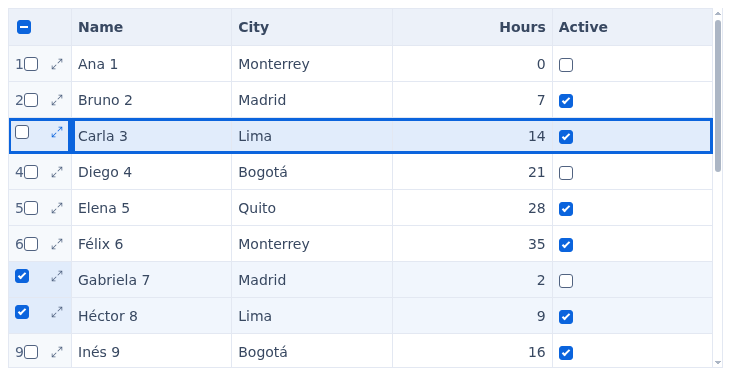 Name City Hours Active
1 Ana 1 Monterrey 0
2 Bruno 2 Madrid 7
Carla 3 Lima 14
4 Diego 4 Bogotá 21
5 Elena 5 Quito 28
6 Félix 6 Monterrey 35
Gabriela 7 Madrid 2
Héctor 8 Lima 9
9 Inés 9 Bogotá 16